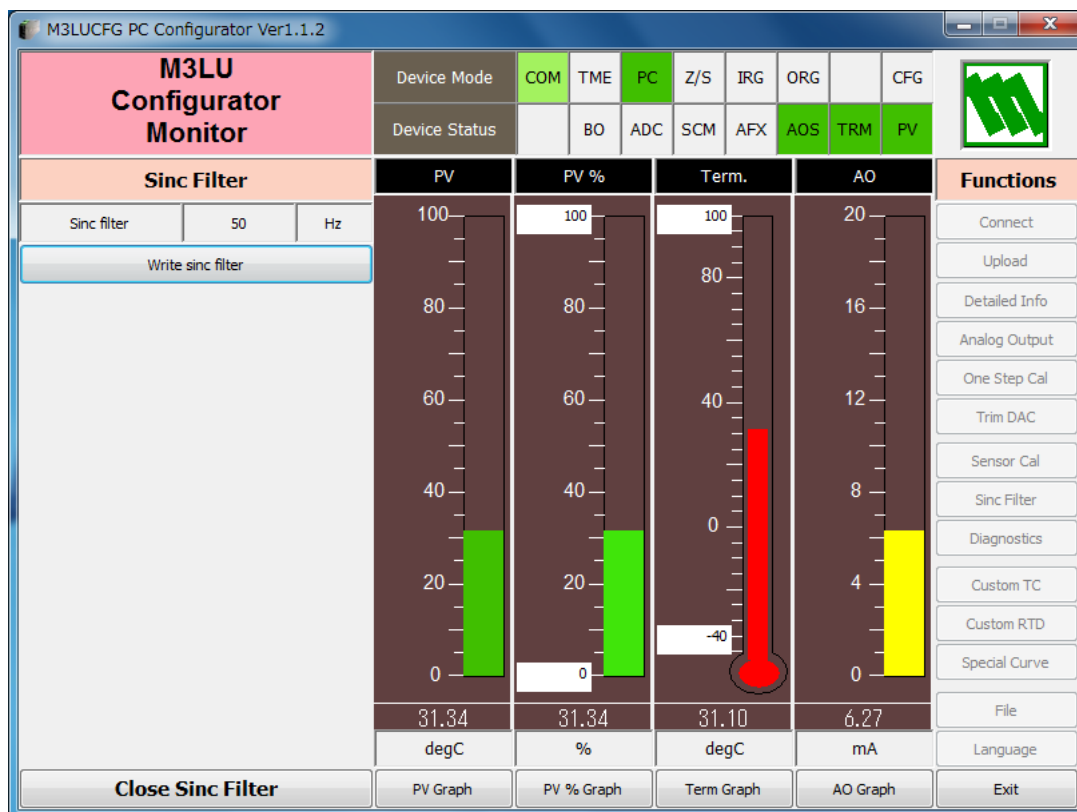 M3LUCFG PC Configurator Ver1.1.2
M3LU
Configurator
Monitor
Device Mode
COM
TME
PC
Z/S
IRG
ORG
CFG
Device Status
BO
ADC
SCM
AFX
AOS
TRM
PV
Sinc Filter
Sinc filter
50
Hz
Write sinc filter
Close Sinc Filter
PV
100
80
60
40
20
0
31.34
degC
PV Graph
PV %
100
80
60
40
20
0
31.34
%
PV % Graph
Term.
100
80
40
0
-40
31.10
degC
Term Graph
AO
20
16
12
8
4
0
6.27
mA
AO Graph
Functions
Connect
Upload
Detailed Info
Analog Output
One Step Cal
Trim DAC
Sensor Cal
Sinc Filter
Diagnostics
Custom TC
Custom RTD
Special Curve
File
Language
Exit